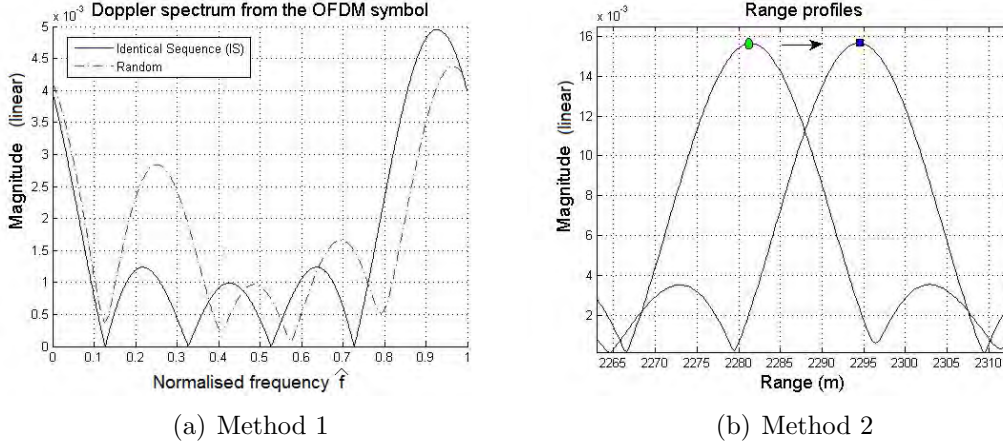 Doppler spectrum from the OFDM symbol
x 10⁻³
5
4.5
4
3.5
3
2.5
2
1.5
1
0.5
0
Magnitude (linear)
Identical Sequence (IS)
Random
0 0.1 0.2 0.3 0.4 0.5 0.6 0.7 0.8 0.9 1
Normalised frequency f̂
(a) Method 1
Range profiles
x 10⁻³
16
14
12
10
8
6
4
2
Magnitude (linear)
2265 2270 2275 2280 2285 2290 2295 2300 2305 2310
Range (m)
(b) Method 2